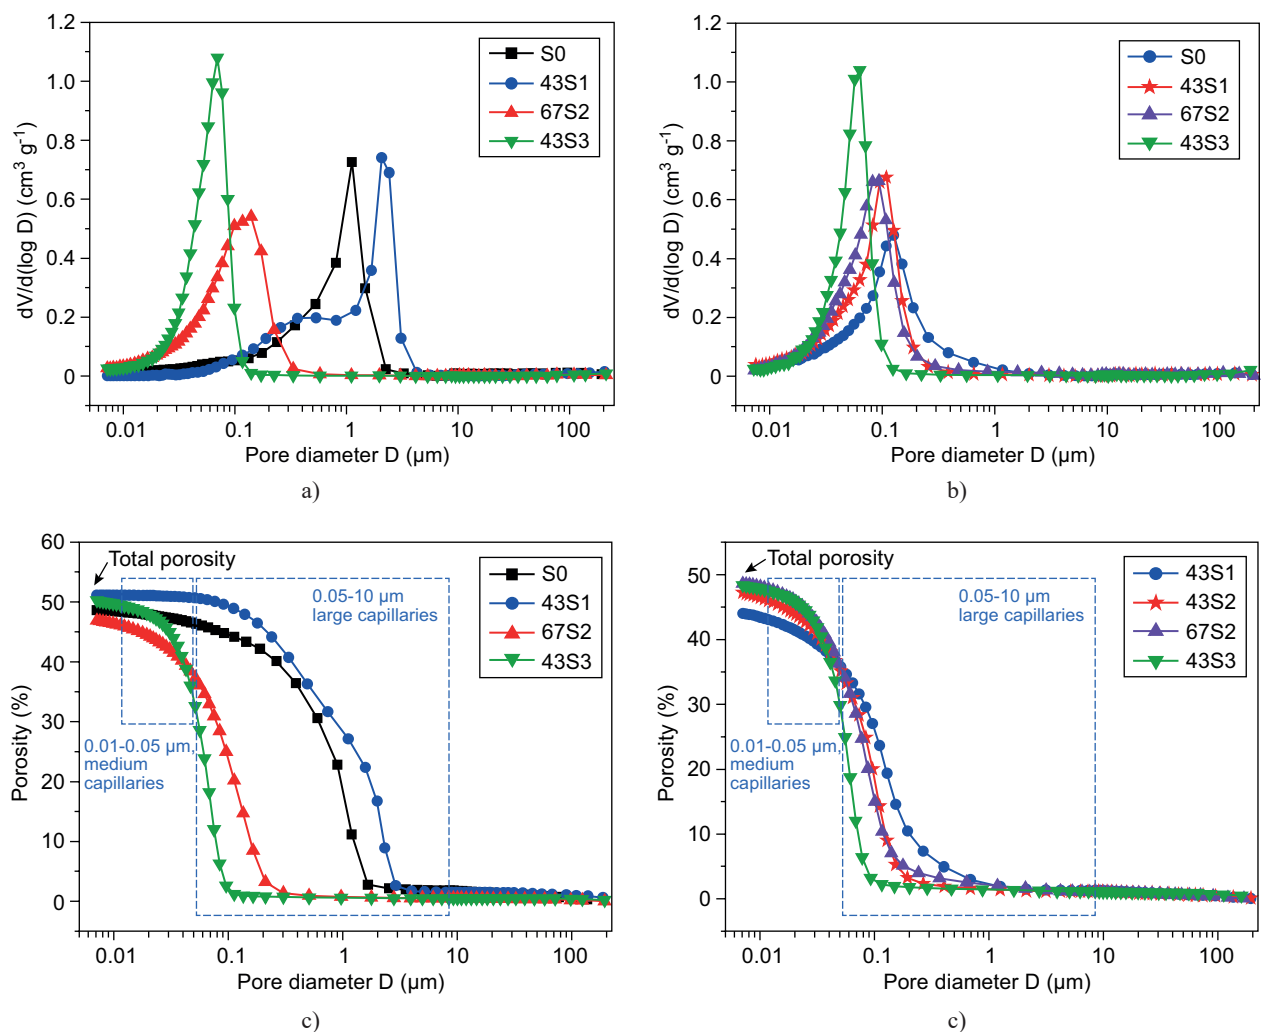 1.2
1.0
0.8
0.6
0.4
0.2
0
dV/d(log D) (cm³ g⁻¹)
S0
43S1
67S2
43S3
0.01
0.1
1
10
100
Pore diameter D (µm)
a)
1.2
1.0
0.8
0.6
0.4
0.2
0
dV/d(log D) (cm³ g⁻¹)
S0
43S1
67S2
43S3
0.01
0.1
1
10
100
Pore diameter D (µm)
b)
60
50
40
30
20
10
0
Porosity (%)
Total porosity
0.05-10 µm
large capillaries
0.01-0.05 µm,
medium
capillaries
S0
43S1
67S2
43S3
0.01
0.1
1
10
100
Pore diameter D (µm)
c)
50
40
30
20
10
0
Porosity (%)
Total porosity
0.05-10 µm
large capillaries
0.01-0.05 µm,
medium
capillaries
43S1
43S2
67S2
43S3
0.01
0.1
1
10
100
Pore diameter D (µm)
c)